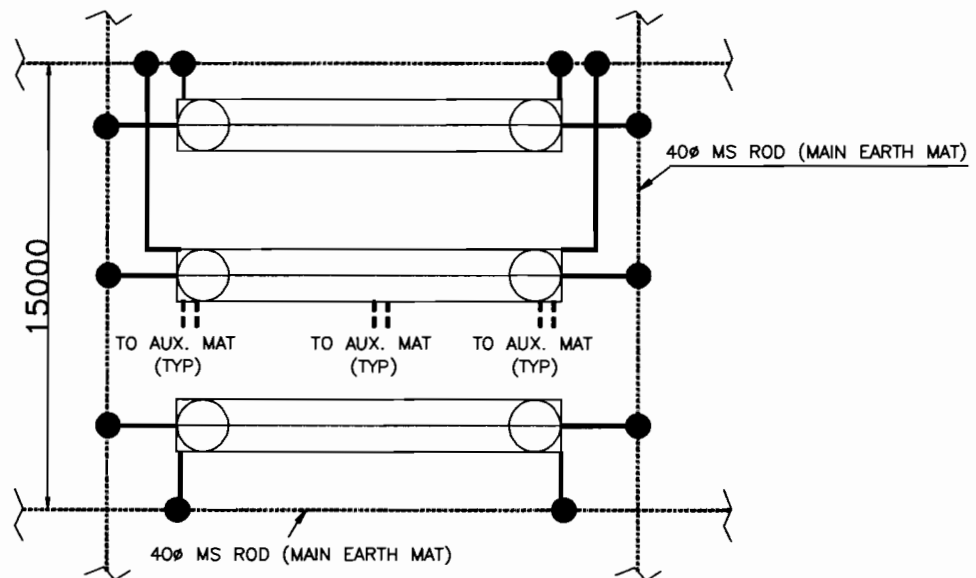 40ø MS ROD (MAIN EARTH MAT)
15000
TO AUX. MAT
(TYP)
TO AUX. MAT
(TYP)
TO AUX. MAT
(TYP)
40ø MS ROD (MAIN EARTH MAT)